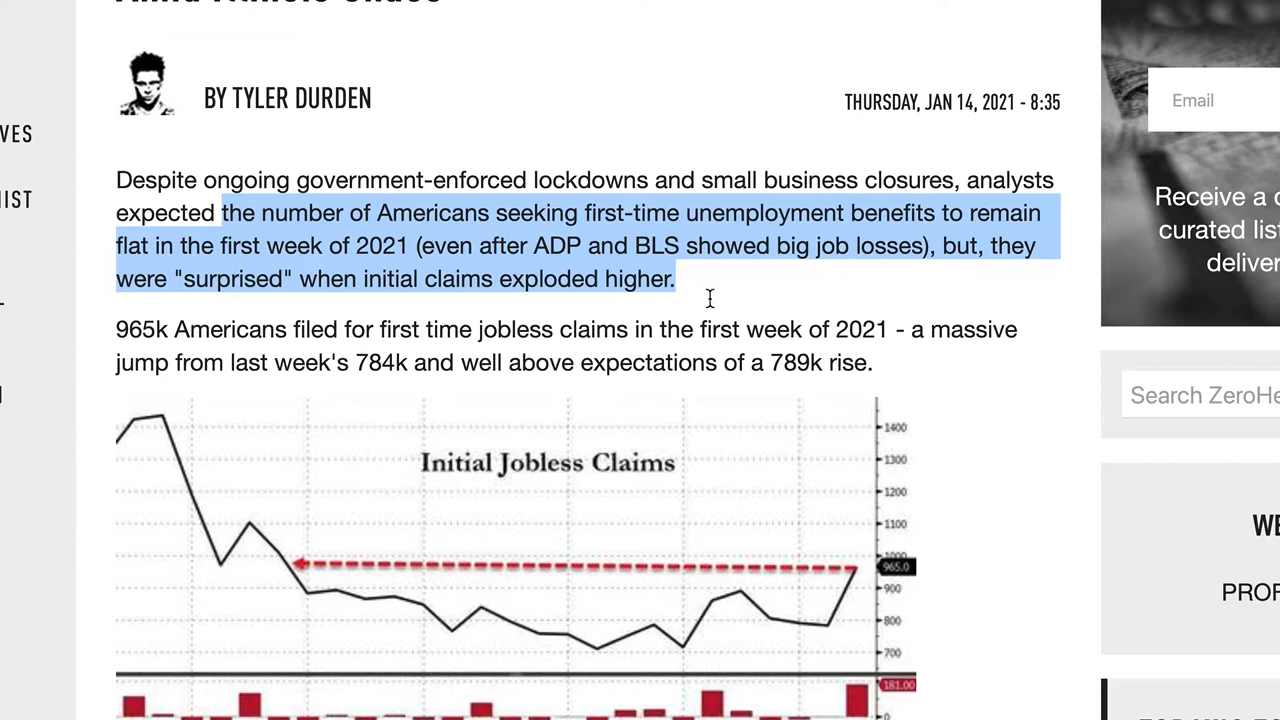 BY TYLER DURDEN
THURSDAY, JAN 14, 2021 - 8:35
Despite ongoing government-enforced lockdowns and small business closures, analysts
expected the number of Americans seeking first-time unemployment benefits to remain
flat in the first week of 2021 (even after ADP and BLS showed big job losses), but, they
were "surprised" when initial claims exploded higher.
965k Americans filed for first time jobless claims in the first week of 2021 - a massive
jump from last week's 784k and well above expectations of a 789k rise.
Initial Jobless Claims
1400
1300
1200
1100
1000
965.0
900
800
700
181.00
0
VES
IST
Email
Receive a
curated list
deliver
Search ZeroHe
WE
PROF